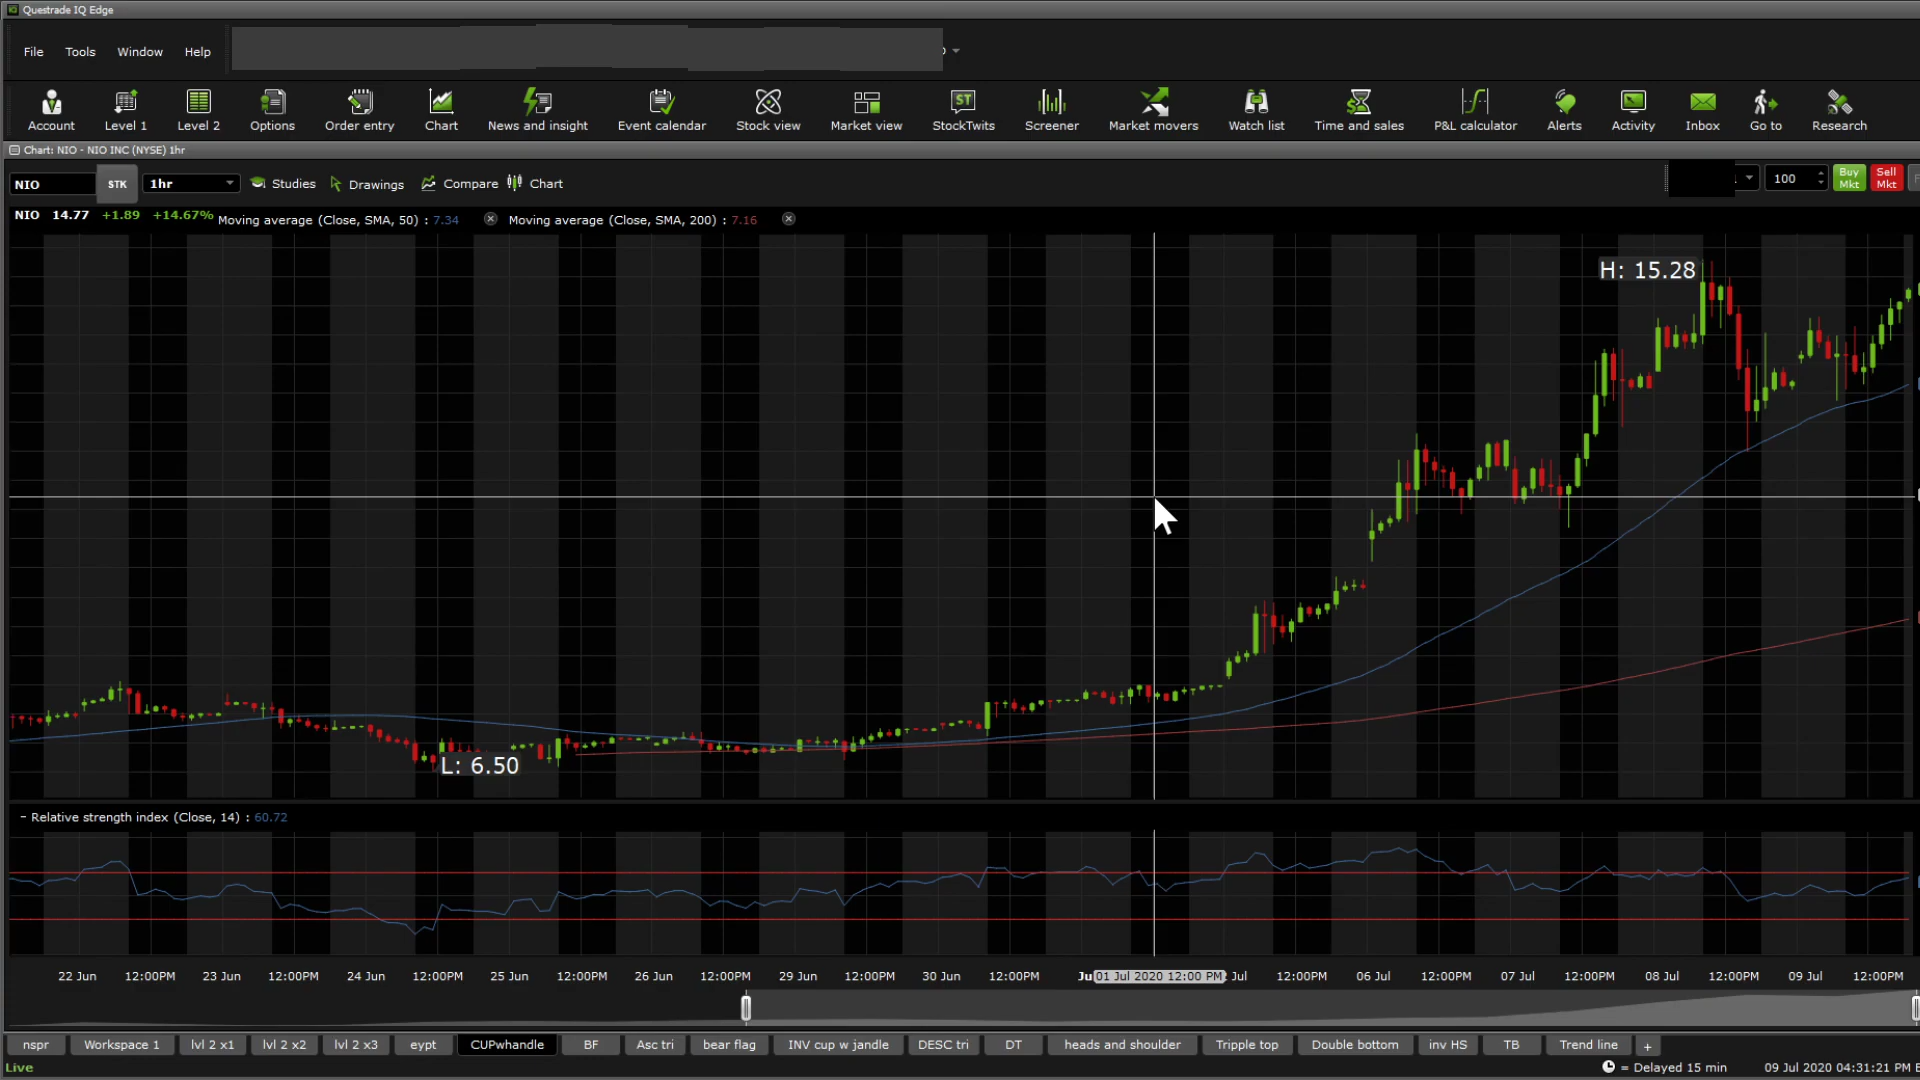 Questrade IQ Edge
File Tools Window Help
Account Level 1 Level 2 Options Order entry Chart News and insight Event calendar Stock view Market view StockTwits Screener Market movers Watch list Time and sales P&L calculator Alerts Activity Inbox Go to Research
Chart: NIO - NIO INC (NYSE) 1hr
NIO STK 1hr Studies Drawings Compare Chart 100 Buy Mkt Sell Mkt
NIO 14.77 +1.89 +14.67% Moving average (Close, SMA, 50) : 7.34 Moving average (Close, SMA, 200) : 7.16
H: 15.28
L: 6.50
− Relative strength index (Close, 14) : 60.72
22 Jun 12:00PM 23 Jun 12:00PM 24 Jun 12:00PM 25 Jun 12:00PM 26 Jun 12:00PM 29 Jun 12:00PM 30 Jun 12:00PM Ju 01 Jul 2020 12:00 PM Jul 12:00PM 06 Jul 12:00PM 07 Jul 12:00PM 08 Jul 12:00PM 09 Jul 12:00PM
nspr Workspace 1 lvl 2 x1 lvl 2 x2 lvl 2 x3 eypt CUPwhandle BF Asc tri bear flag INV cup w jandle DESC tri DT heads and shoulder Tripple top Double bottom inv HS TB Trend line +
Live = Delayed 15 min 09 Jul 2020 04:31:21 PM